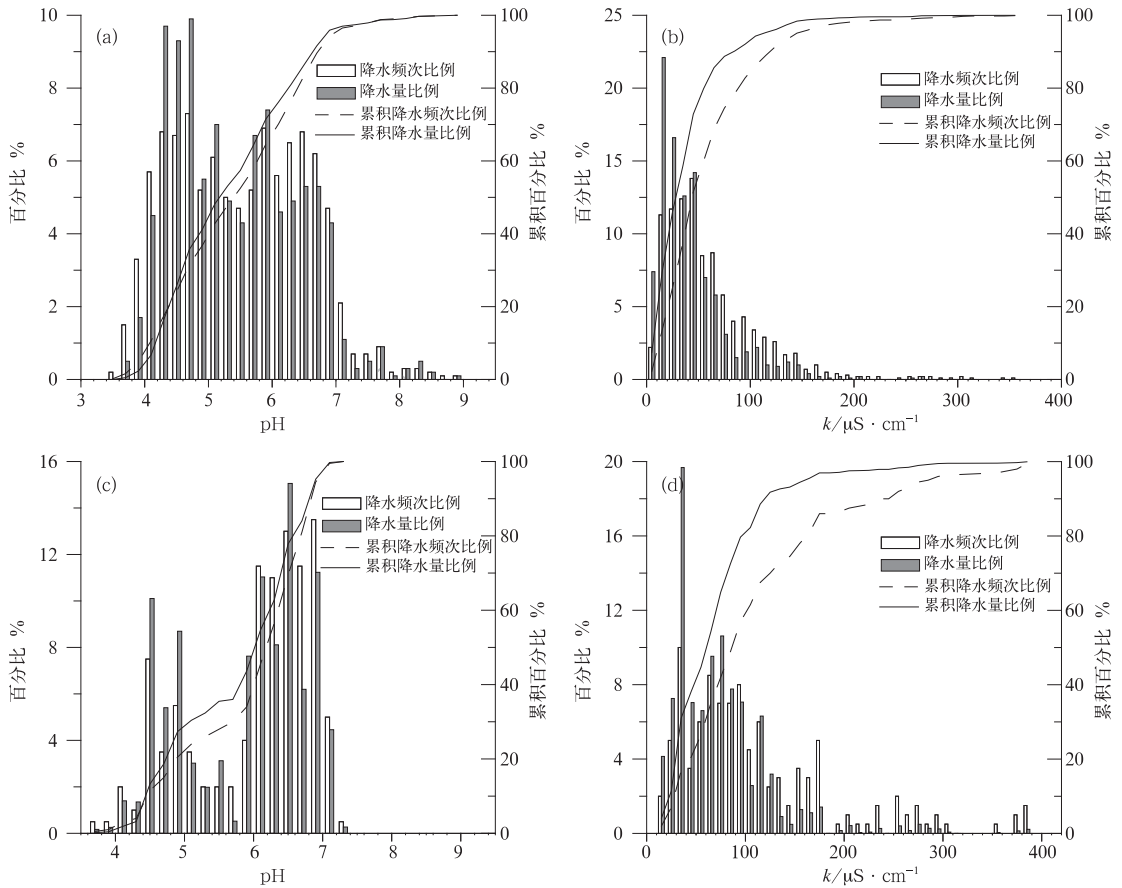 (a)
降水频次比例
降水量比例
累积降水频次比例
累积降水量比例
百分比 %
累积百分比 %
10
8
6
4
2
0
100
80
60
40
20
0
3 4 5 6 7 8 9
pH
(b)
降水频次比例
降水量比例
累积降水频次比例
累积降水量比例
百分比 %
累积百分比 %
25
20
15
10
5
0
100
80
60
40
20
0
0 100 200 300 400
k/μS · cm⁻¹
(c)
降水频次比例
降水量比例
累积降水频次比例
累积降水量比例
百分比 %
累积百分比 %
16
12
8
4
0
100
80
60
40
20
0
4 5 6 7 8 9
pH
(d)
降水频次比例
降水量比例
累积降水频次比例
累积降水量比例
百分比 %
累积百分比 %
20
16
12
8
4
0
100
80
60
40
20
0
0 100 200 300 400
k/μS · cm⁻¹